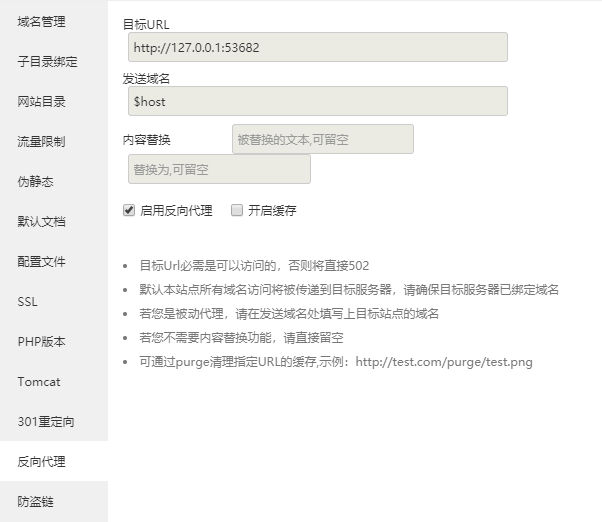 域名管理
子目录绑定
网站目录
流量限制
伪静态
默认文档
配置文件
SSL
PHP版本
Tomcat
301重定向
反向代理
防盗链
目标URL
http://127.0.0.1:53682
发送域名
$host
内容替换 被替换的文本,可留空
替换为,可留空
启用反向代理 开启缓存
目标Url必需是可以访问的，否则将直接502
默认本站点所有域名访问将被传递到目标服务器，请确保目标服务器已绑定域名
若您是被动代理，请在发送域名处填写上目标站点的域名
若您不需要内容替换功能，请直接留空
可通过purge清理指定URL的缓存,示例：http://test.com/purge/test.png